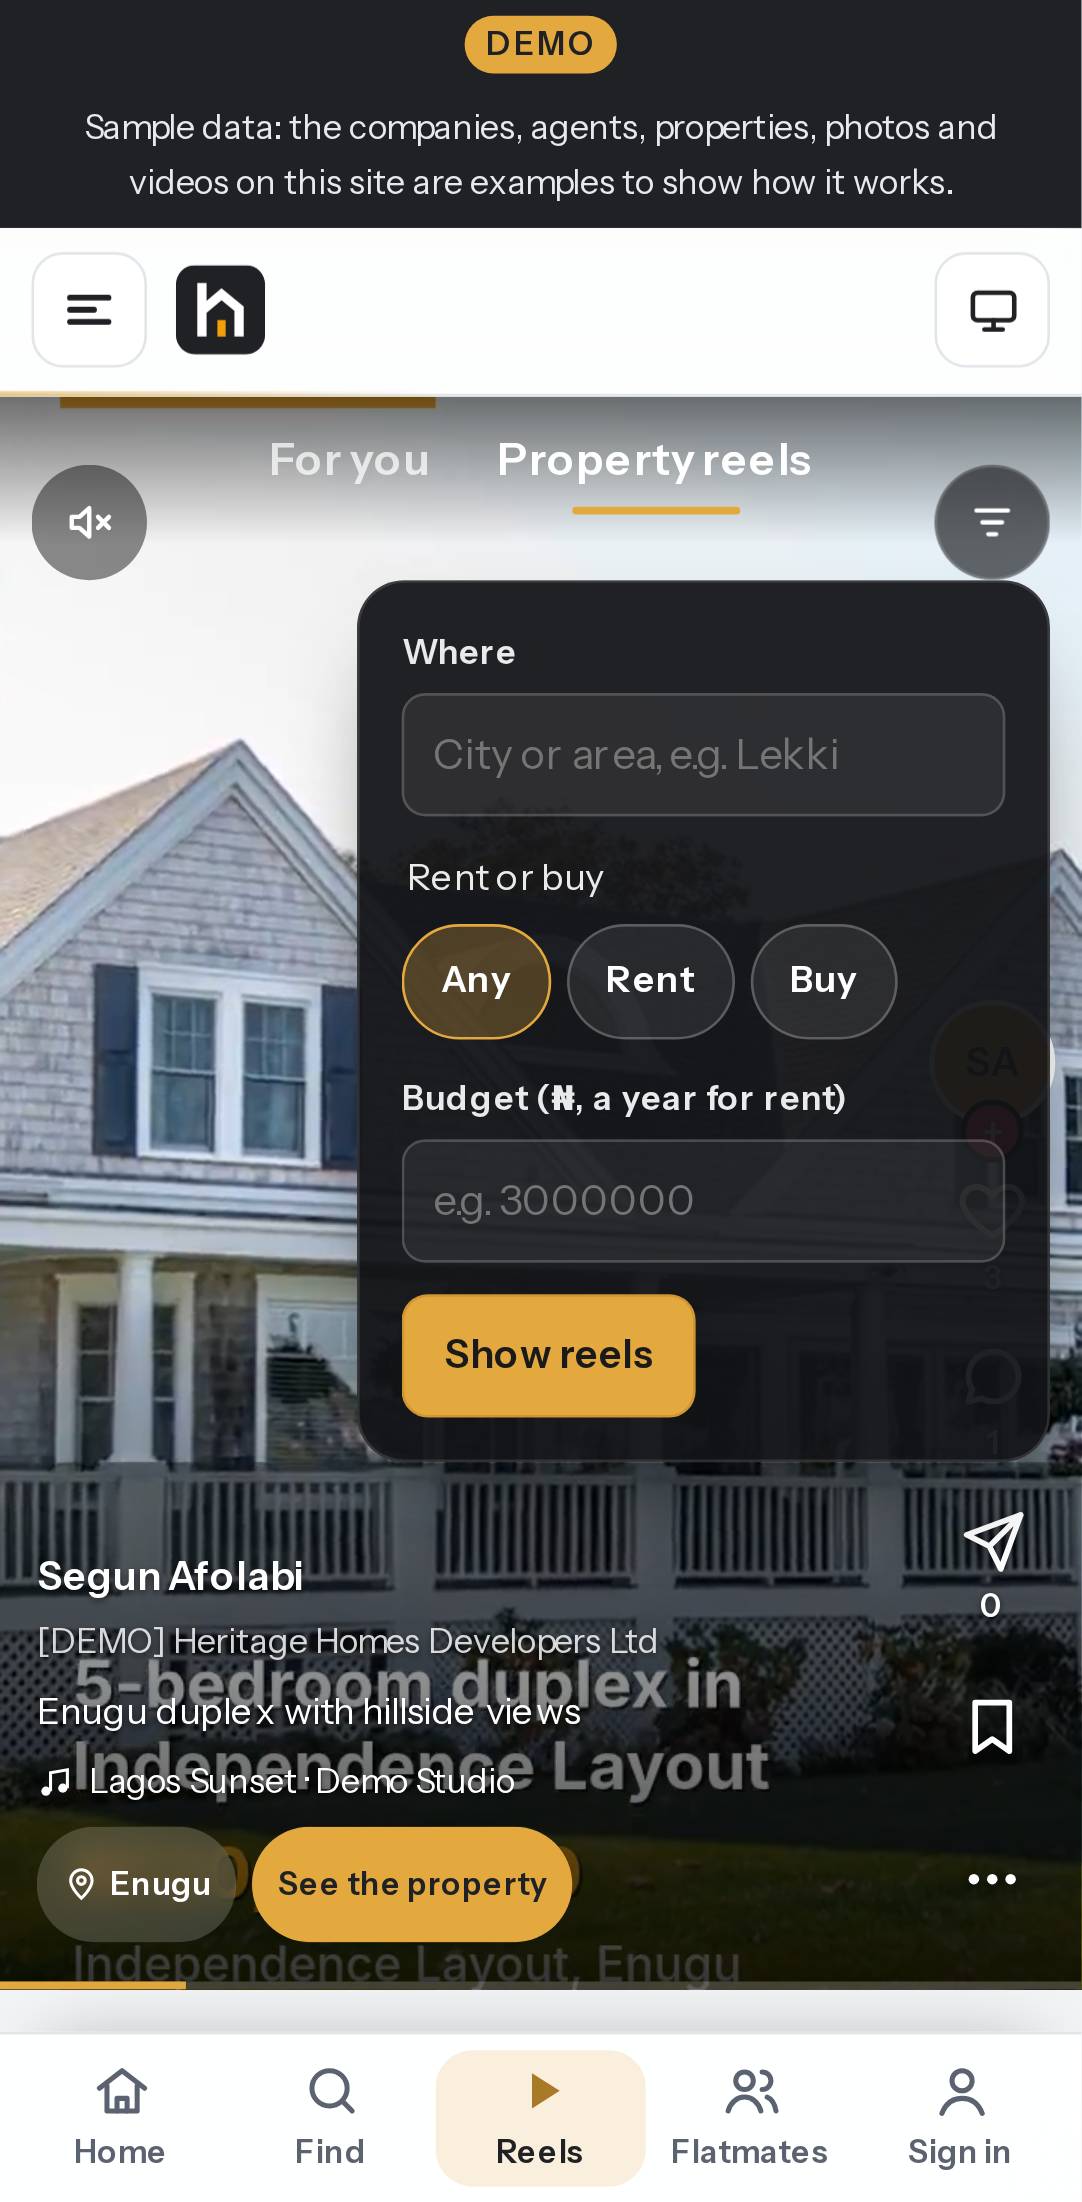 DEMO
Sample data: the companies, agents, properties, photos and
videos on this site are examples to show how it works.
For you
Property reels
Where
City or area, e.g. Lekki
Rent or buy
Any
Rent
Buy
SA
Budget (₦, a year for rent)
e.g. 3000000
3
Show reels
1
0
Segun Afolabi
[DEMO] Heritage Homes Developers Ltd
5-bedroom duplex in
Enugu duplex with hillside views
Independence Layout
Lagos Sunset · Demo Studio
Enugu
See the property
Independence Layout, Enugu
Home
Find
Reels
Flatmates
Sign in